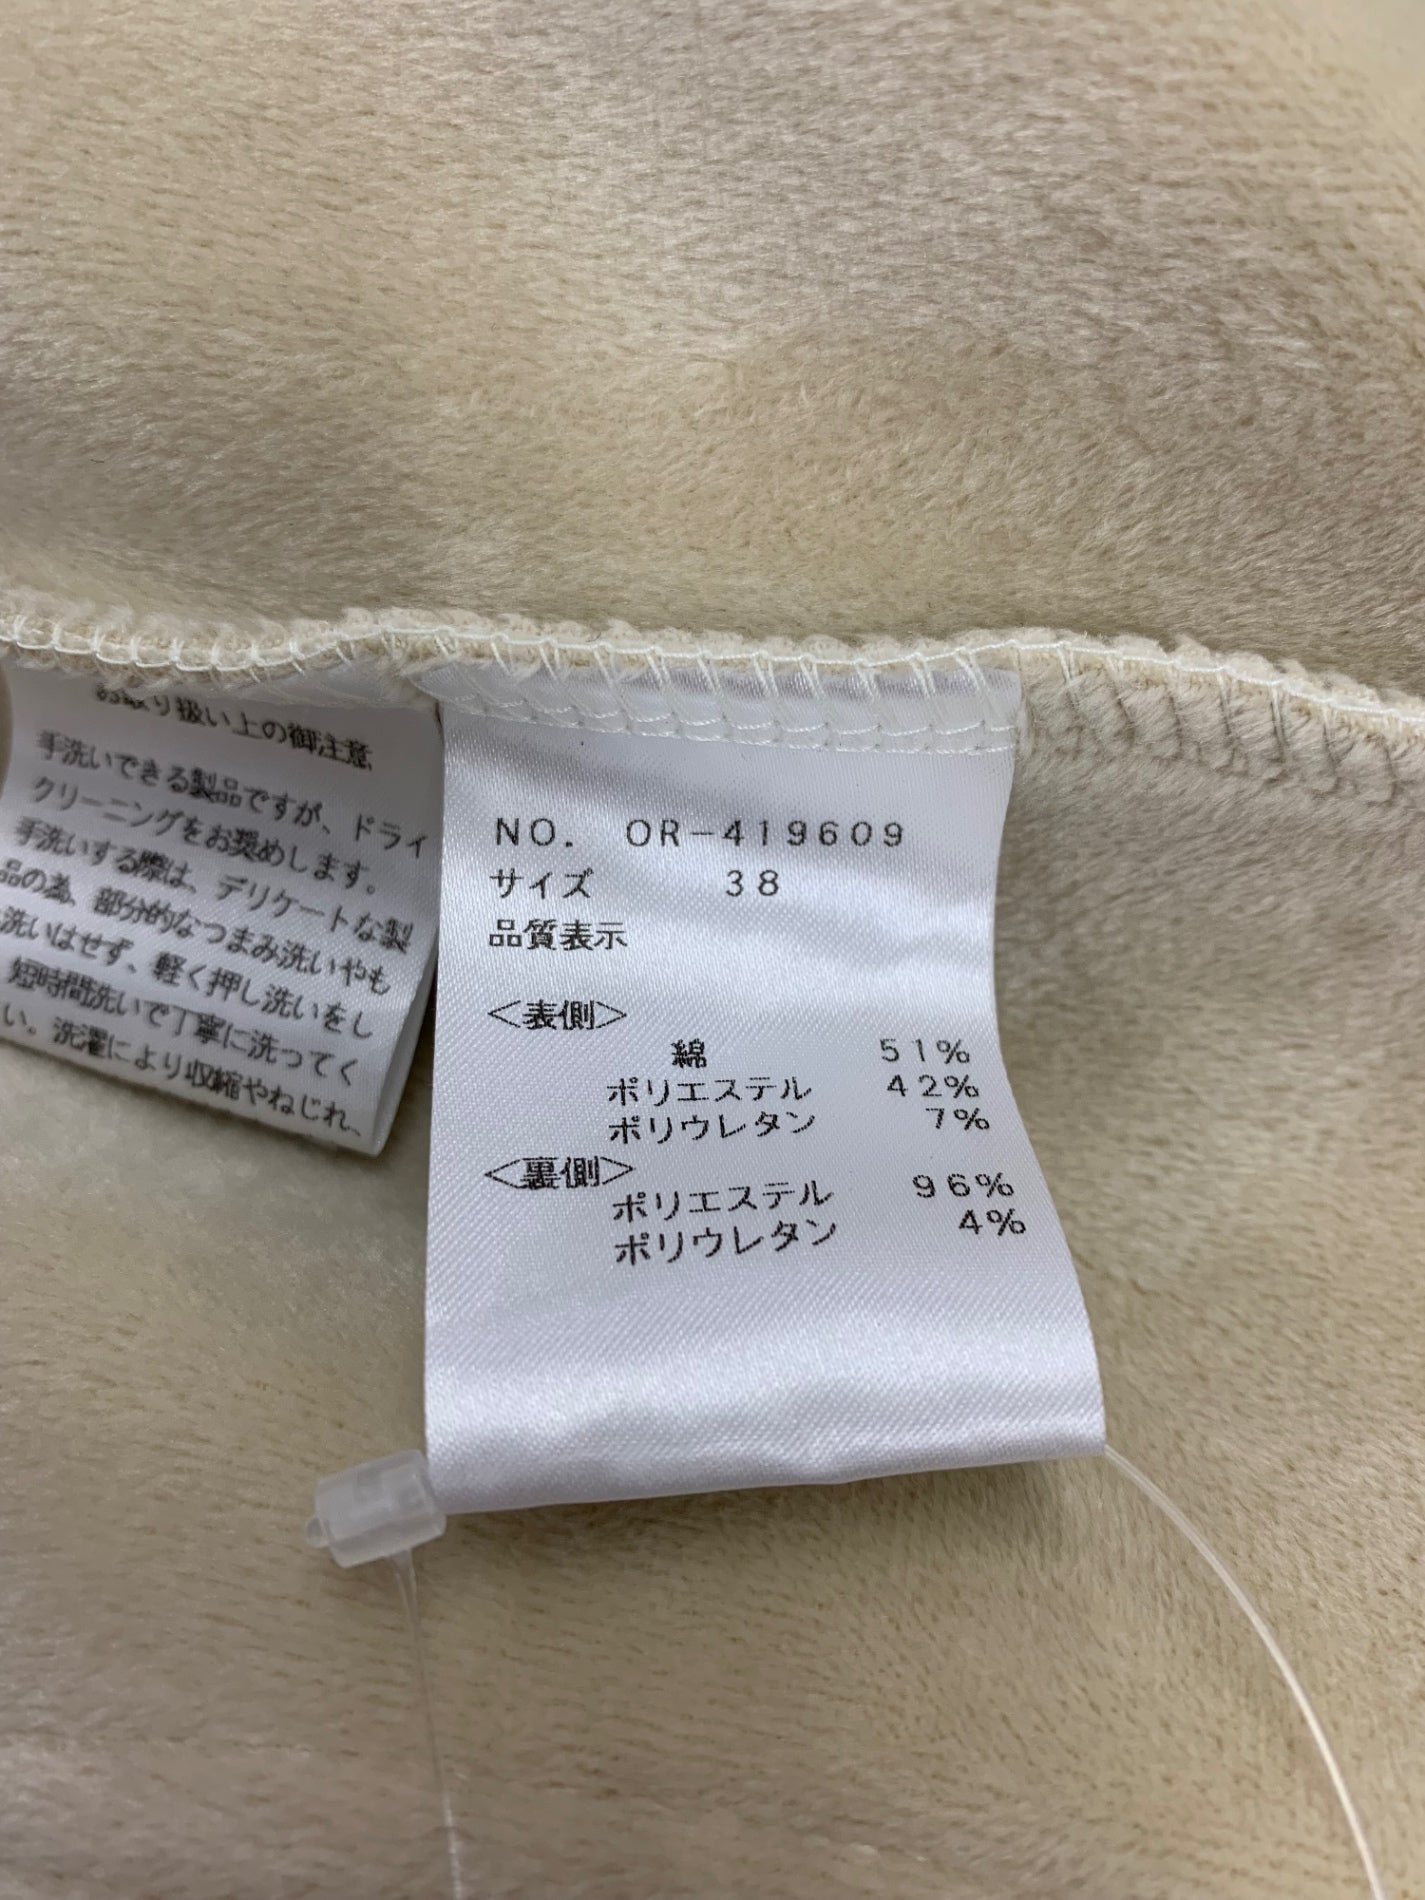 お取り扱い上の御注意
手洗いできる製品ですが、ドライ
クリーニングをお奨めします。
手洗いする際は、デリケートな製
品の為、部分的なつまみ洗いやも
洗いはせず、軽く押し洗いをし
短時間洗いで丁寧に洗ってく
い。洗濯により収縮やねじれ、
NO. OR-419609
サイズ 38
品質表示
<表側>
綿 51%
ポリエステル 42%
ポリウレタン 7%
<裏側>
ポリエステル 96%
ポリウレタン 4%